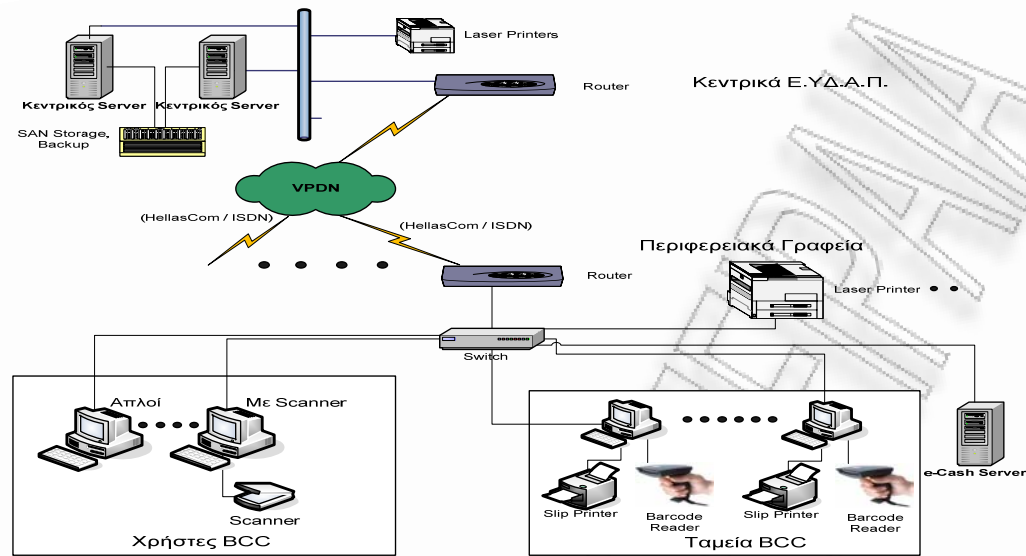 Laser Printers
Κεντρικός Server
Κεντρικός Server
Router
Κεντρικά Ε.ΥΔ.Α.Π.
SAN Storage,
Backup
VPDN
(HellasCom / ISDN)
(HellasCom / ISDN)
Περιφερειακά Γραφεία
Router
Laser Printer
Switch
Απλοί
Με Scanner
Scanner
Χρήστες BCC
Slip Printer
Barcode
Reader
Slip Printer
Barcode
Reader
Ταμεία BCC
e-Cash Server